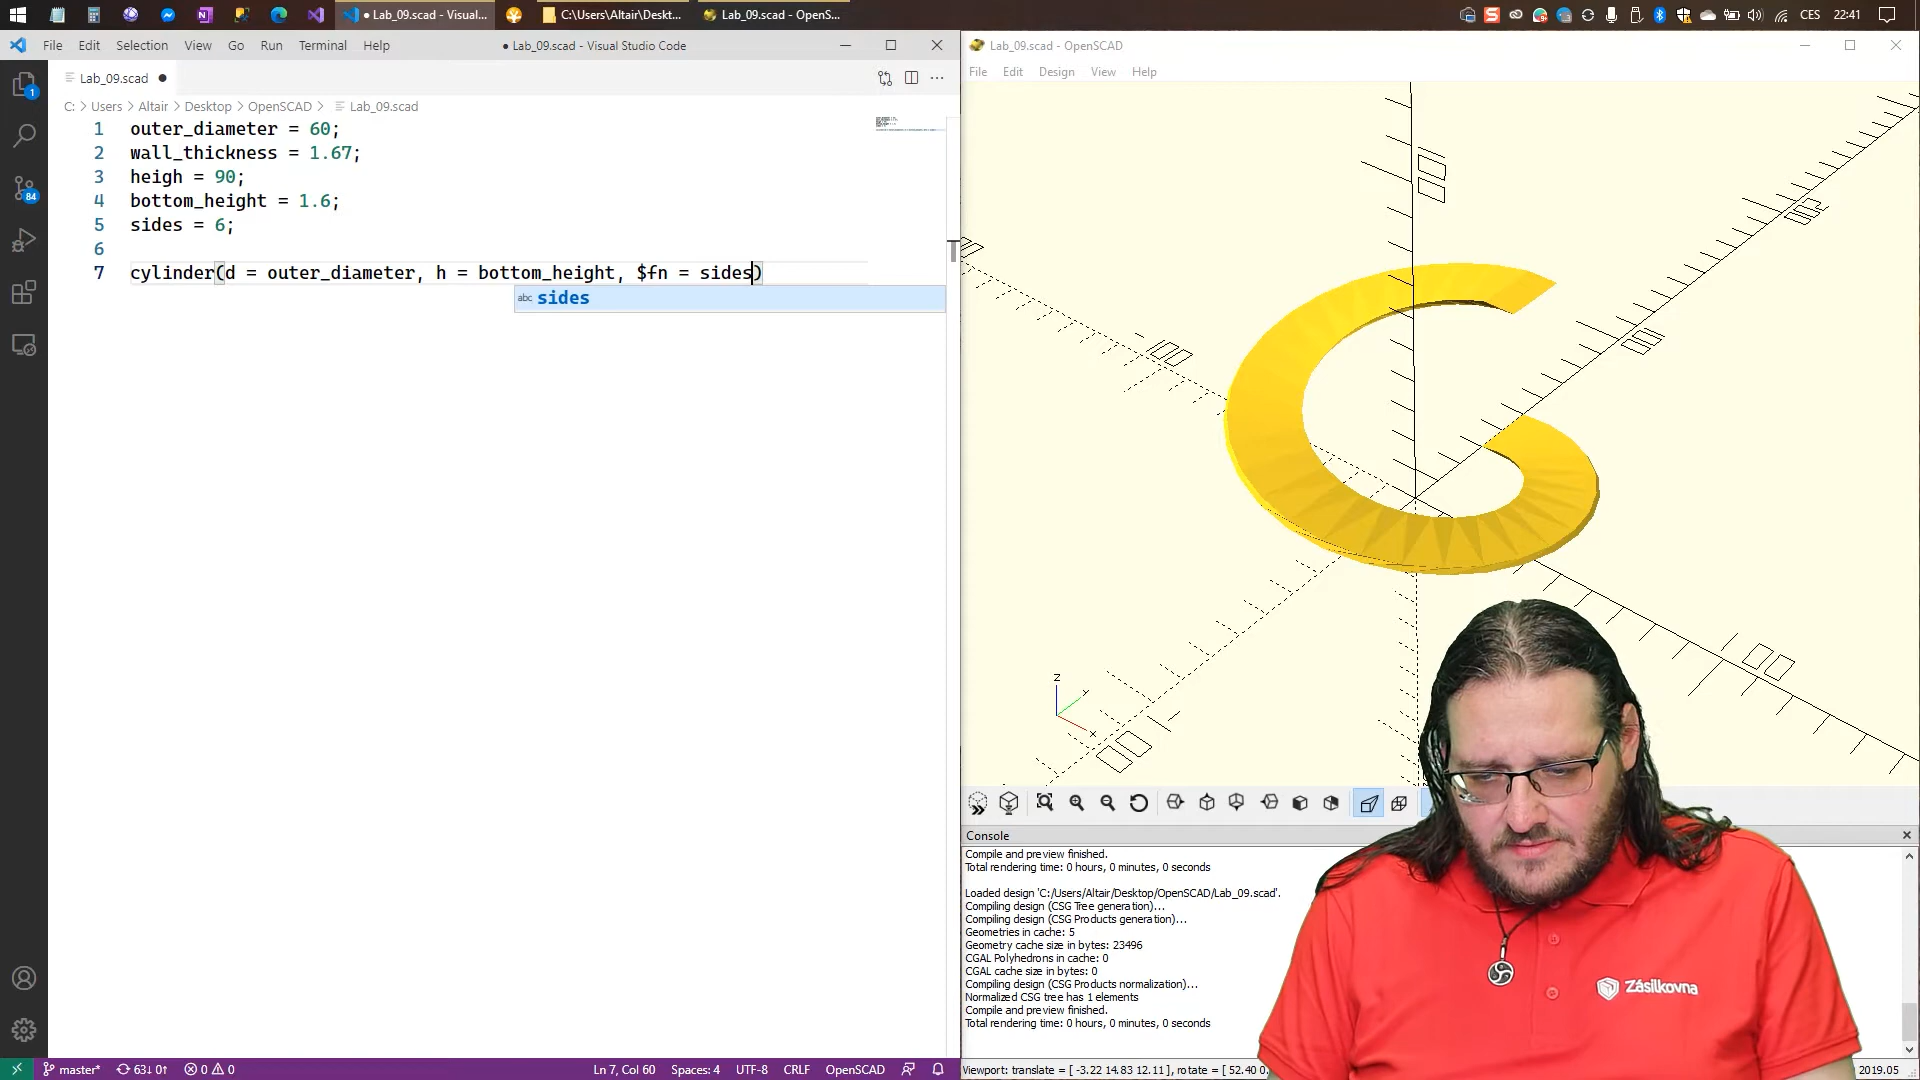 Lab_09.scad - Visual...
C:\Users\Altair\Deskt...
Lab_09.scad - OpenS...
CES
22:41
File Edit Selection View Go Run Terminal Help
● Lab_09.scad - Visual Studio Code
Lab_09.scad
C: > Users > Altair > Desktop > OpenSCAD > Lab_09.scad
1 outer_diameter = 60;
2 wall_thickness = 1.67;
3 heigh = 90;
4 bottom_height = 1.6;
5 sides = 6;
6
7 cylinder(d = outer_diameter, h = bottom_height, $fn = sides)
abc sides
1
84
master* 63↓ 0↑ 0 0
Ln 7, Col 60 Spaces: 4 UTF-8 CRLF OpenSCAD
Lab_09.scad - OpenSCAD
File Edit Design View Help
Z
Y
X
Console
Compile and preview finished.
Total rendering time: 0 hours, 0 minutes, 0 seconds
Loaded design 'C:/Users/Altair/Desktop/OpenSCAD/Lab_09.scad'.
Compiling design (CSG Tree generation)...
Compiling design (CSG Products generation)...
Geometries in cache: 5
Geometry cache size in bytes: 23496
CGAL Polyhedrons in cache: 0
CGAL cache size in bytes: 0
Compiling design (CSG Products normalization)...
Normalized CSG tree has 1 elements
Compile and preview finished.
Total rendering time: 0 hours, 0 minutes, 0 seconds
Viewport: translate = [ -3.22 14.83 12.11 ], rotate = [ 52.40 0.
2019.05
Zásilkovna